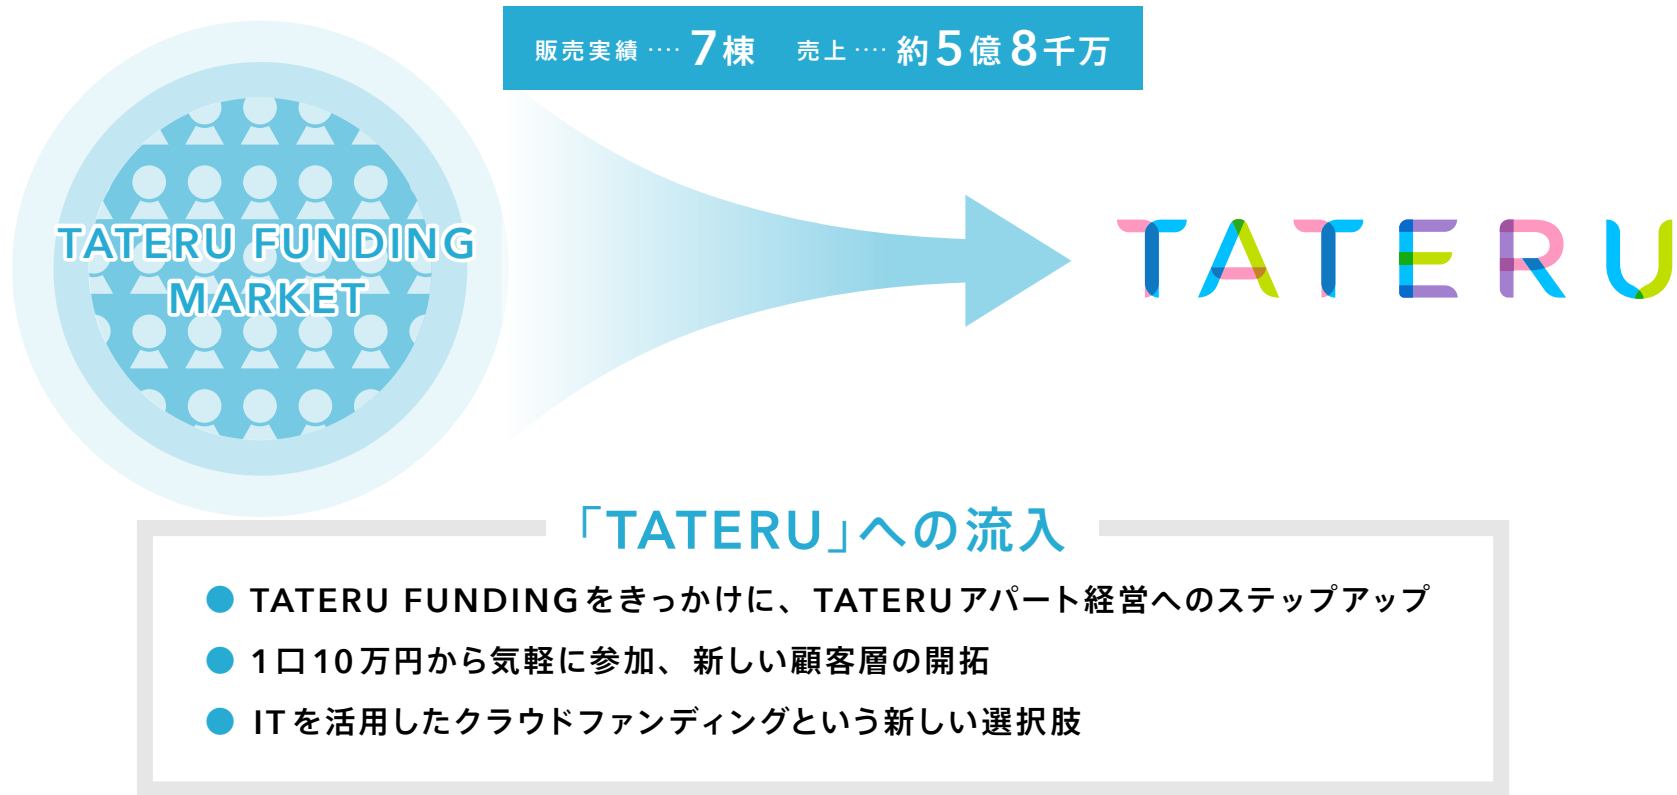 販売実績 ‥‥ 7棟 売上 ‥‥ 約5億8千万
TATERU FUNDING
MARKET
TATERU
「TATERU」への流入
● TATERU FUNDINGをきっかけに、TATERUアパート経営へのステップアップ
● 1口10万円から気軽に参加、新しい顧客層の開拓
● ITを活用したクラウドファンディングという新しい選択肢